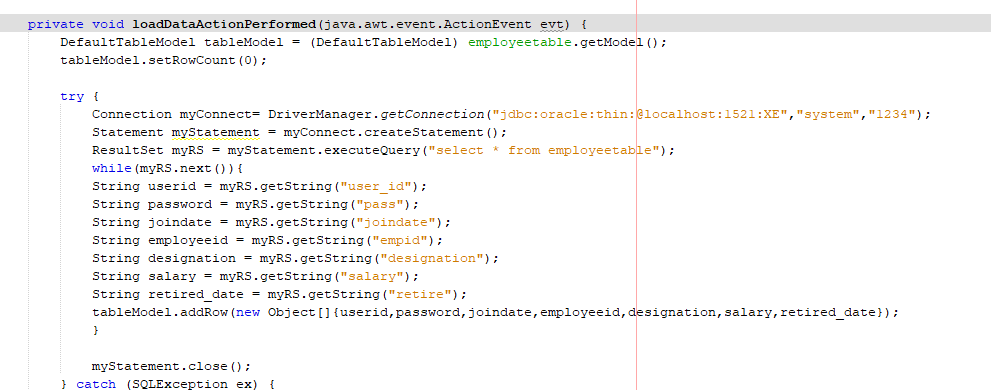 private void loadDataActionPerformed(java.awt.event.ActionEvent evt) {
DefaultTableModel tableModel = (DefaultTableModel) employeetable.getModel();
tableModel.setRowCount(0);
try {
Connection myConnect= DriverManager.getConnection("jdbc:oracle:thin:@localhost:1521:XE","system","1234");
Statement myStatement = myConnect.createStatement();
ResultSet myRS = myStatement.executeQuery("select * from employeetable");
while(myRS.next()){
String userid = myRS.getString("user_id");
String password = myRS.getString("pass");
String joindate = myRS.getString("joindate");
String employeeid = myRS.getString("empid");
String designation = myRS.getString("designation");
String salary = myRS.getString("salary");
String retired_date = myRS.getString("retire");
tableModel.addRow(new Object[]{userid,password,joindate,employeeid,designation,salary,retired_date});
}
myStatement.close();
} catch (SQLException ex) {